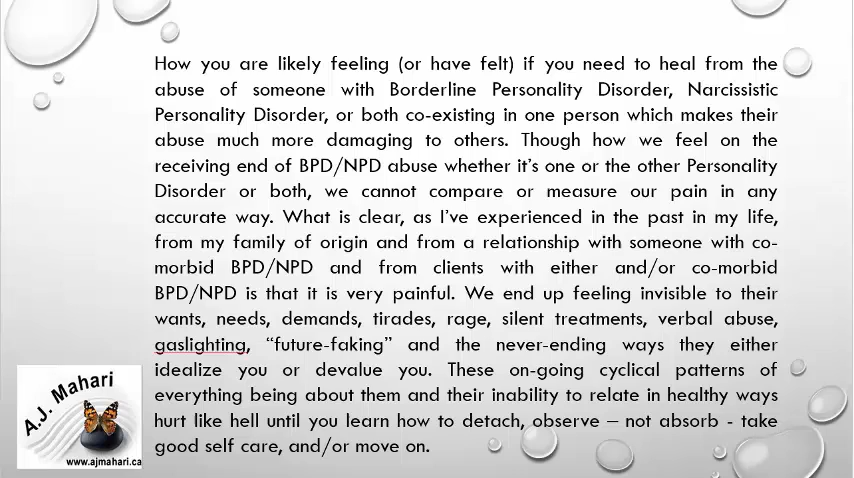 How you are likely feeling (or have felt) if you need to heal from the
abuse of someone with Borderline Personality Disorder, Narcissistic
Personality Disorder, or both co-existing in one person which makes their
abuse much more damaging to others. Though how we feel on the
receiving end of BPD/NPD abuse whether it's one or the other Personality
Disorder or both, we cannot compare or measure our pain in any
accurate way. What is clear, as I've experienced in the past in my life,
from my family of origin and from a relationship with someone with co-
morbid BPD/NPD and from clients with either and/or co-morbid
BPD/NPD is that it is very painful. We end up feeling invisible to their
wants, needs, demands, tirades, rage, silent treatments, verbal abuse,
gaslighting, “future-faking” and the never-ending ways they either
idealize you or devalue you. These on-going cyclical patterns of
everything being about them and their inability to relate in healthy ways
hurt like hell until you learn how to detach, observe – not absorb - take
good self care, and/or move on.
A.J. Mahari
www.ajmahari.ca